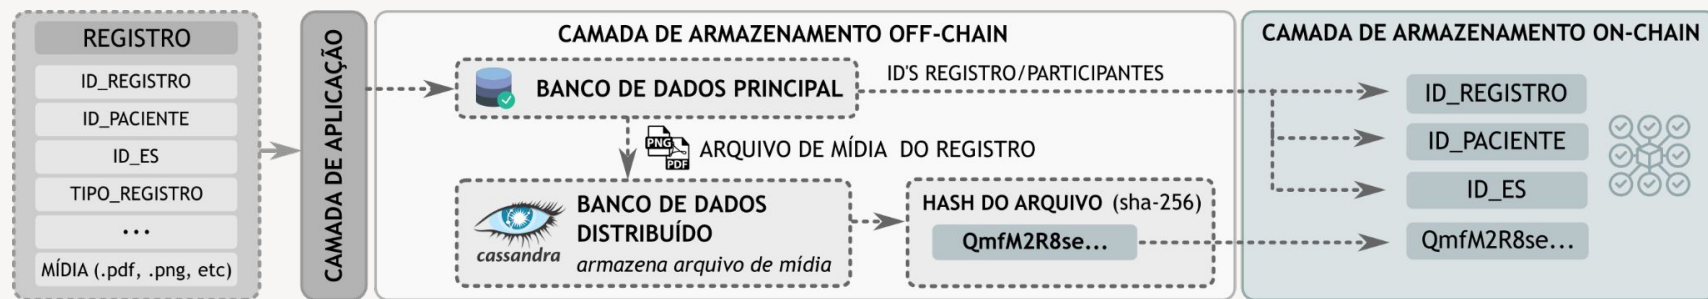 REGISTRO
ID_REGISTRO
ID_PACIENTE
ID_ES
TIPO_REGISTRO
...
MÍDIA (.pdf, .png, etc)
CAMADA DE APLICAÇÃO
CAMADA DE ARMAZENAMENTO OFF-CHAIN
BANCO DE DADOS PRINCIPAL
ID'S REGISTRO/PARTICIPANTES
PNG
PDF
ARQUIVO DE MÍDIA DO REGISTRO
cassandra
BANCO DE DADOS
DISTRIBUÍDO
armazena arquivo de mídia
HASH DO ARQUIVO (sha-256)
QmfM2R8se...
CAMADA DE ARMAZENAMENTO ON-CHAIN
ID_REGISTRO
ID_PACIENTE
ID_ES
QmfM2R8se...